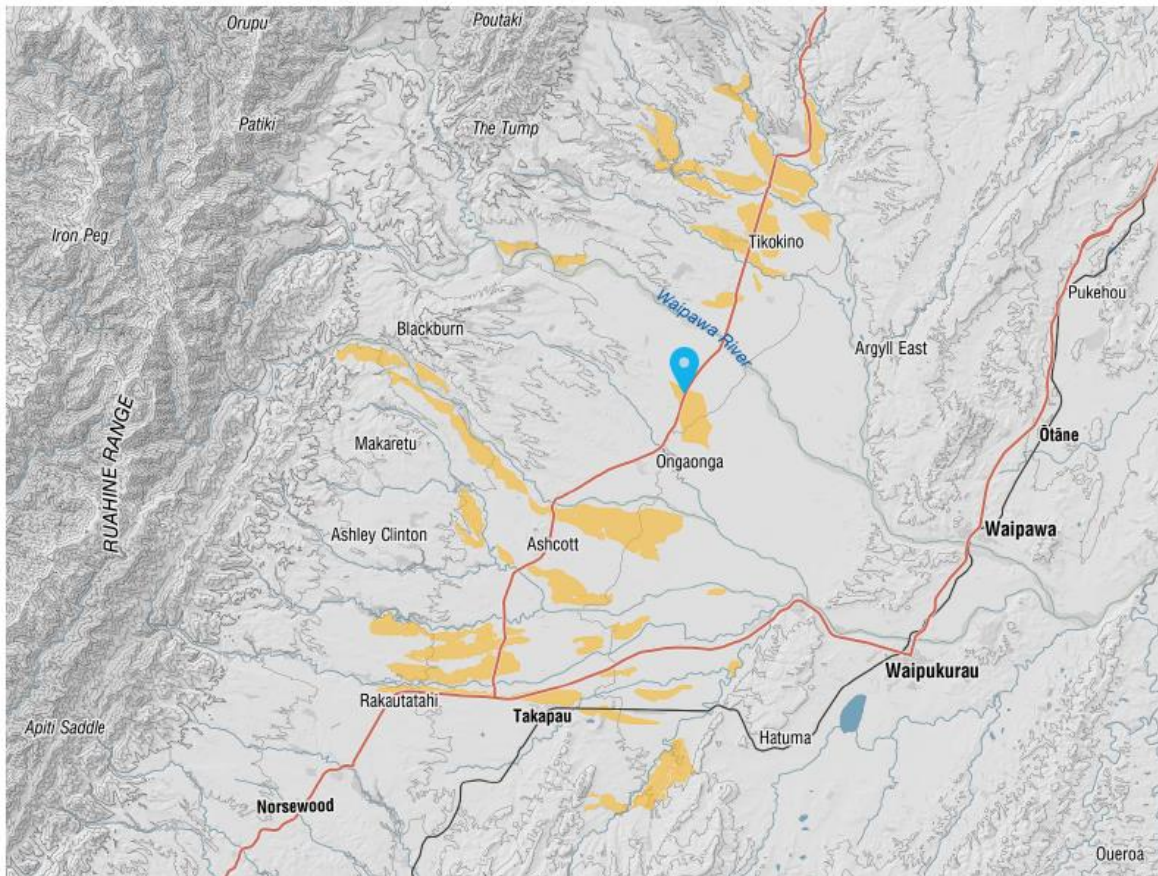 Orupu
Poutaki
Patiki
The Tump
Iron Peg
Tikokino
Pukehou
Waipawa River
Blackburn
Argyll East
RUAHINE RANGE
Makaretu
Ōtāne
Ongaonga
Waipawa
Ashley Clinton
Ashcott
Waipukurau
Rakautatahi
Takapau
Apiti Saddle
Hatuma
Norsewood
Oueroa